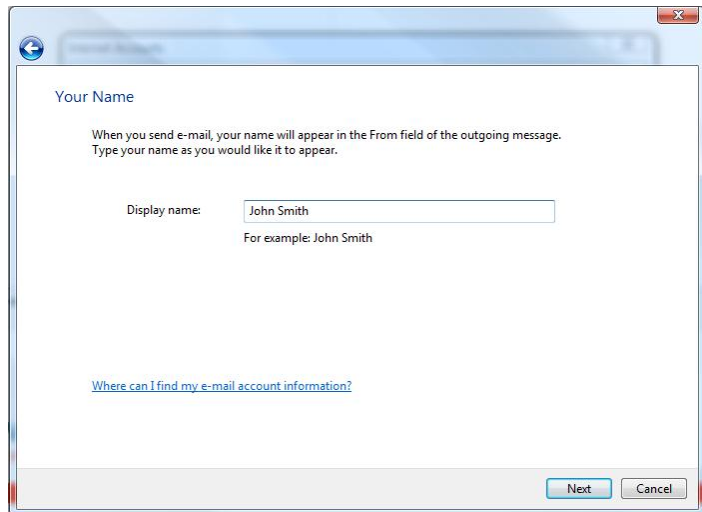 Internet Accounts
Your Name
When you send e-mail, your name will appear in the From field of the outgoing message.
Type your name as you would like it to appear.
Display name: John Smith
For example: John Smith
Where can I find my e-mail account information?
Next Cancel